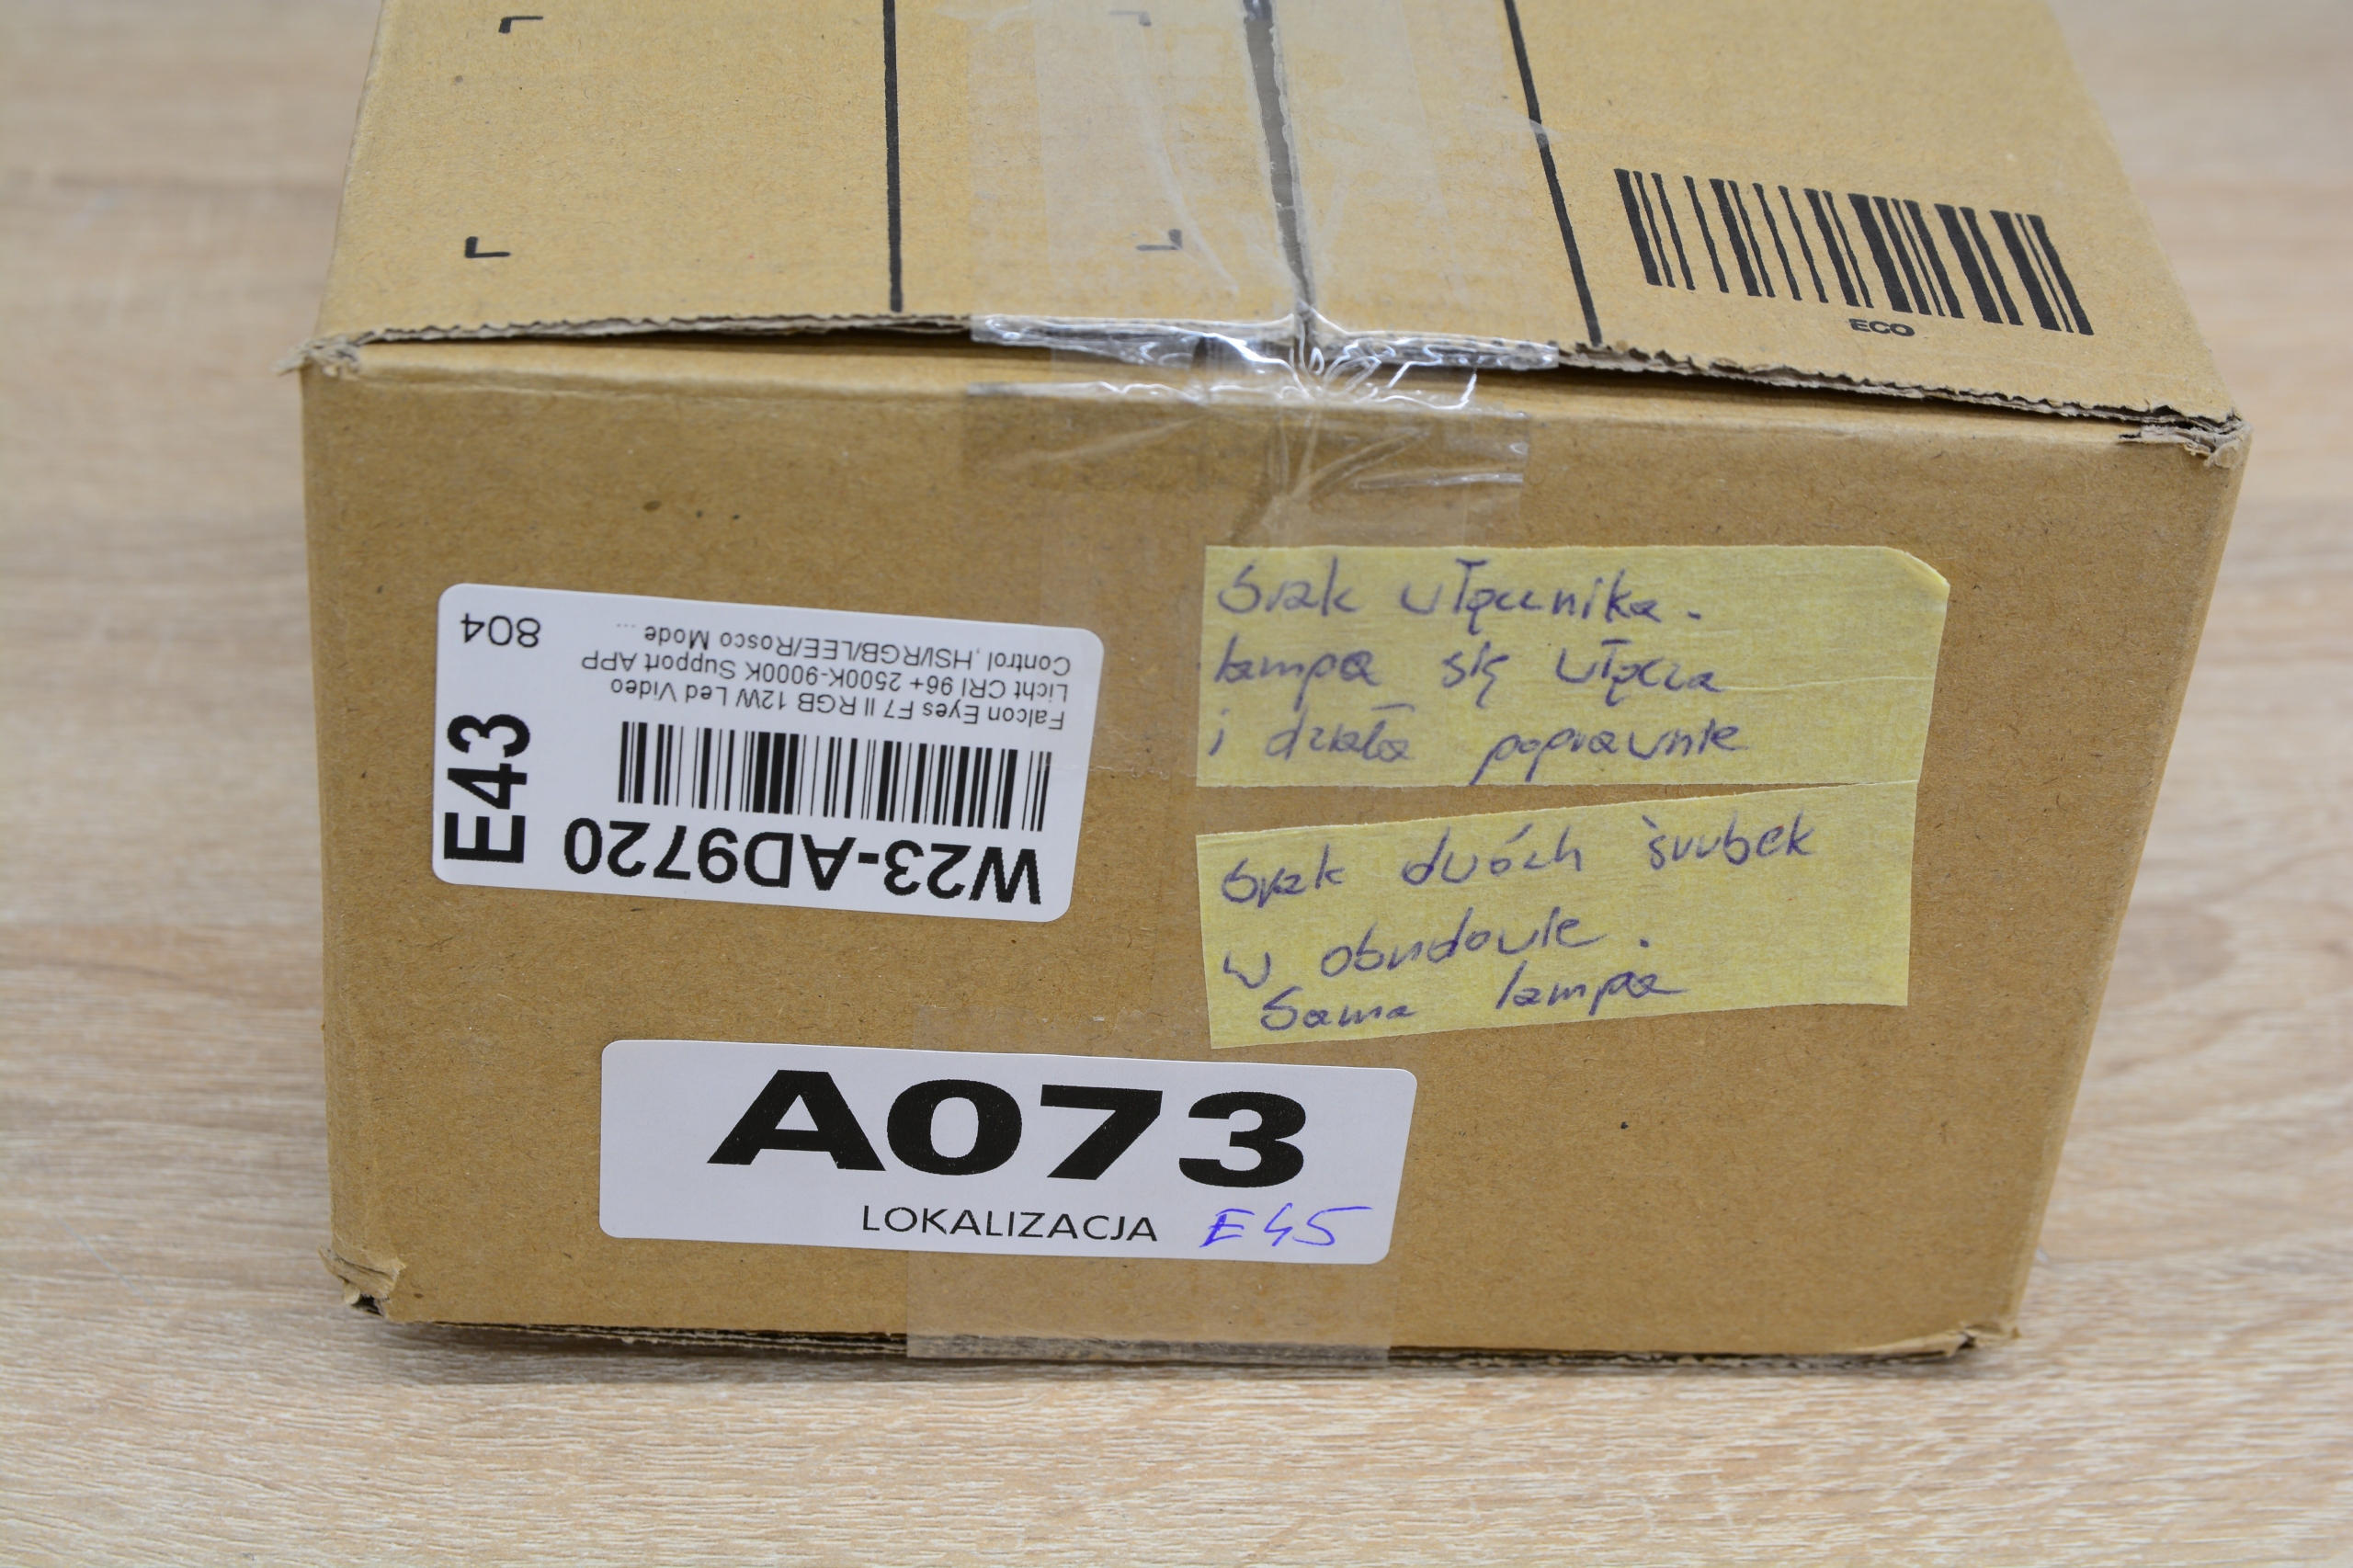 ECO
W23-AD9720
Falcon Eyes F7 II RGB 12W Led Video
Licht CRI 96+ 2500K-9000K Support APP
Control, HSI/RGB/LEE/Rosco Mode ...
804
E43
Brak włącznika.
lampa się włącza
i działa poprawnie
Brak dwóch śrubek
w obudowie.
Sama lampa
A073
LOKALIZACJA E45